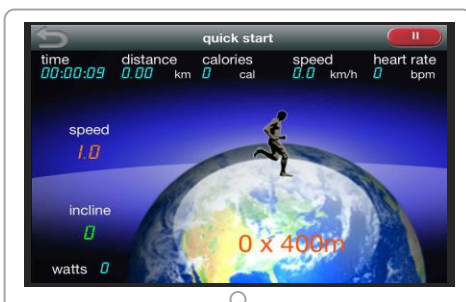 quick start
time distance calories speed heart rate
00:00:09 0.00 km 0 cal 0.0 km/h 0 bpm
speed
1.0
incline
0
0 x 400m
watts 0